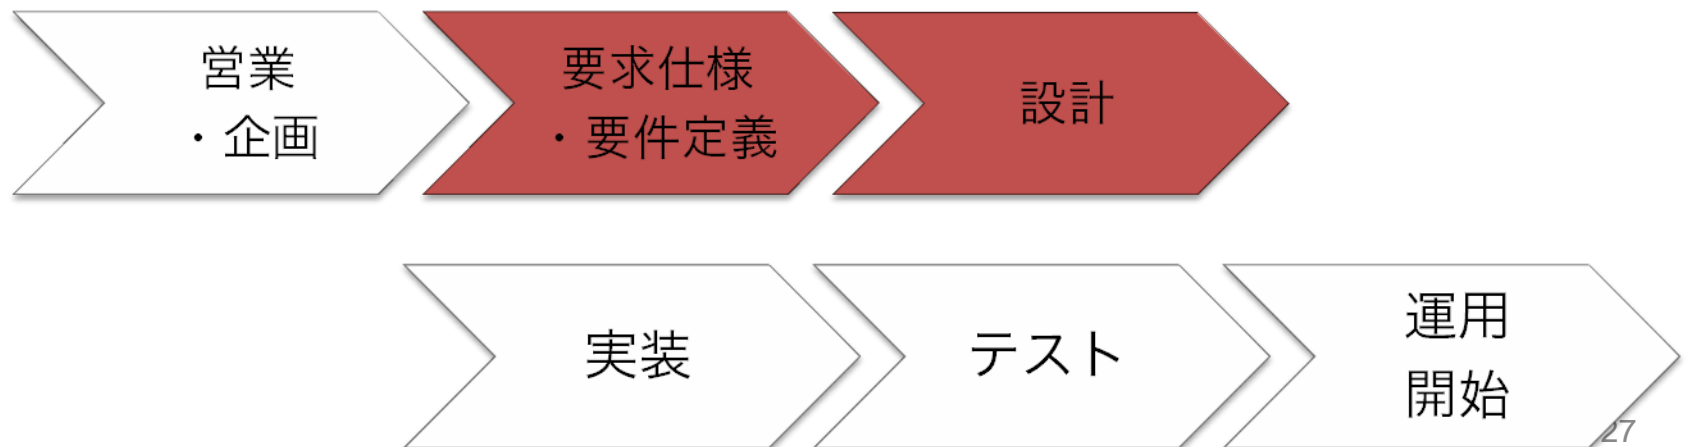 営業
・企画
要求仕様
・要件定義
設計
実装
テスト
運用
開始
27